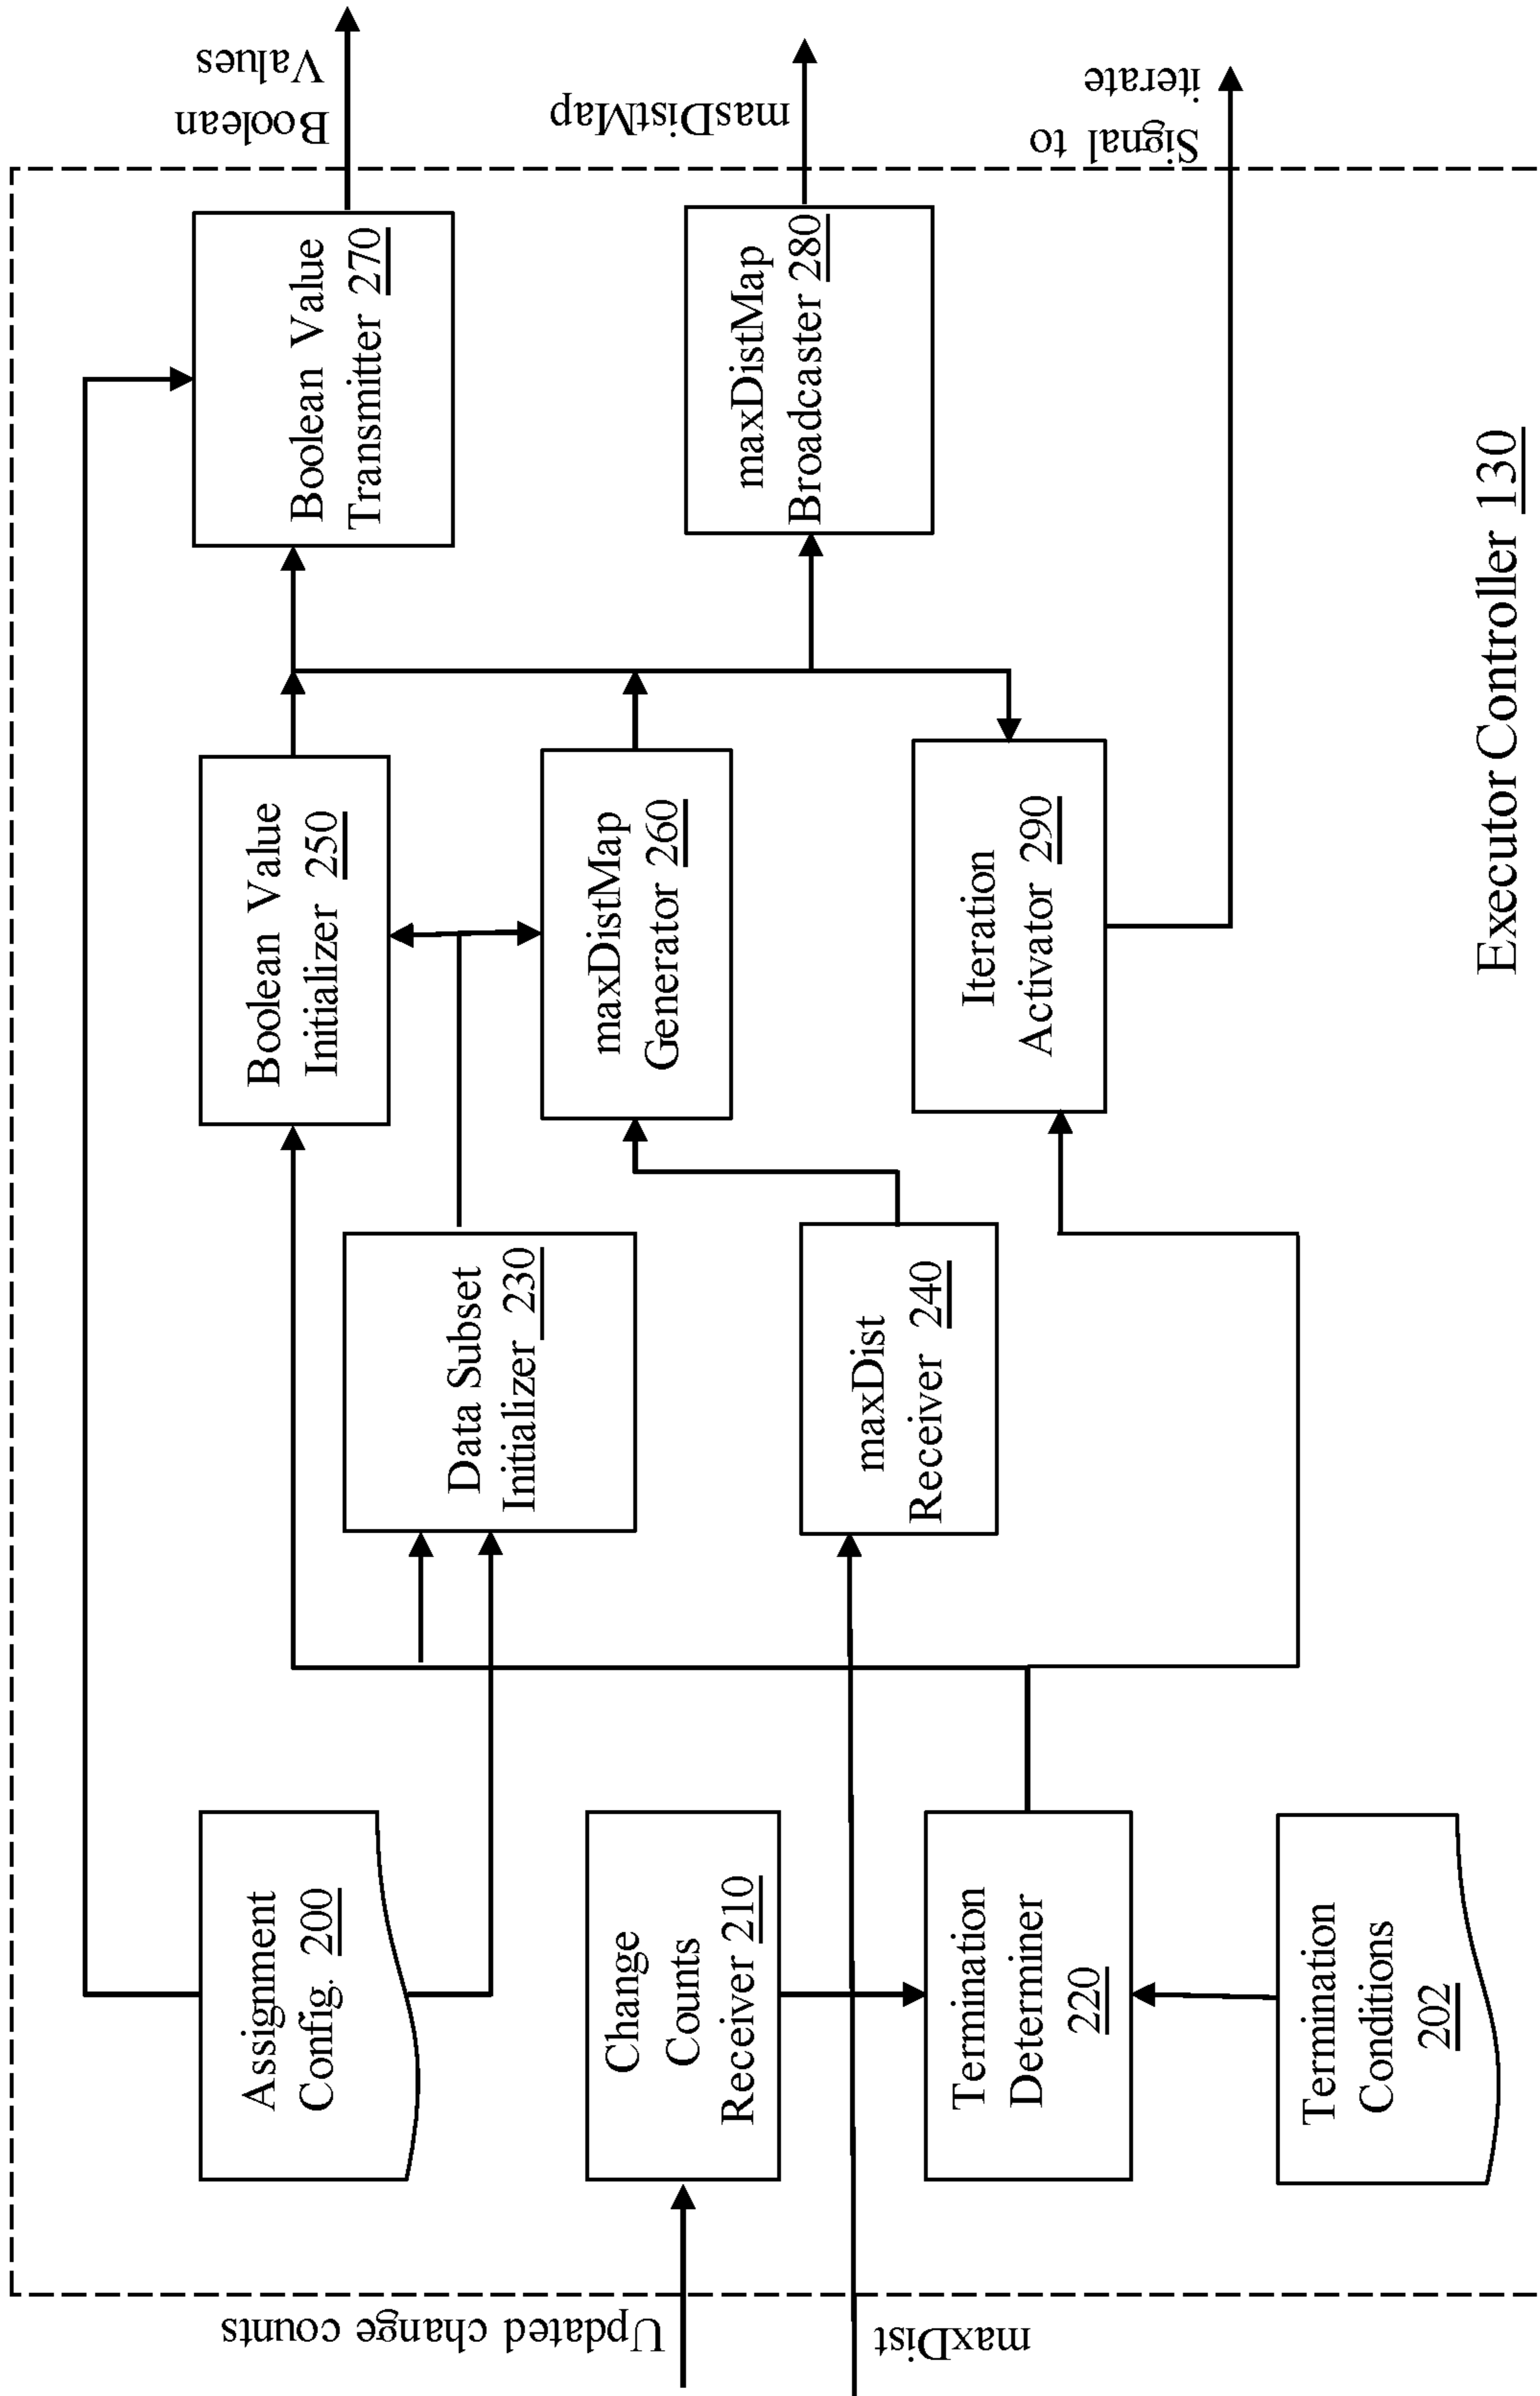 Updated change counts
maxDist
Assignment
Config. 200
Change
Counts
Receiver 210
Termination
Determiner
220
Termination
Conditions
202
Data Subset
Initializer 230
maxDist
Receiver 240
Boolean Value
Initializer 250
maxDistMap
Generator 260
Iteration
Activator 290
Boolean Value
Transmitter 270
maxDistMap
Broadcaster 280
Boolean
Values
masDistMap
Signal to
iterate
Executor Controller 130